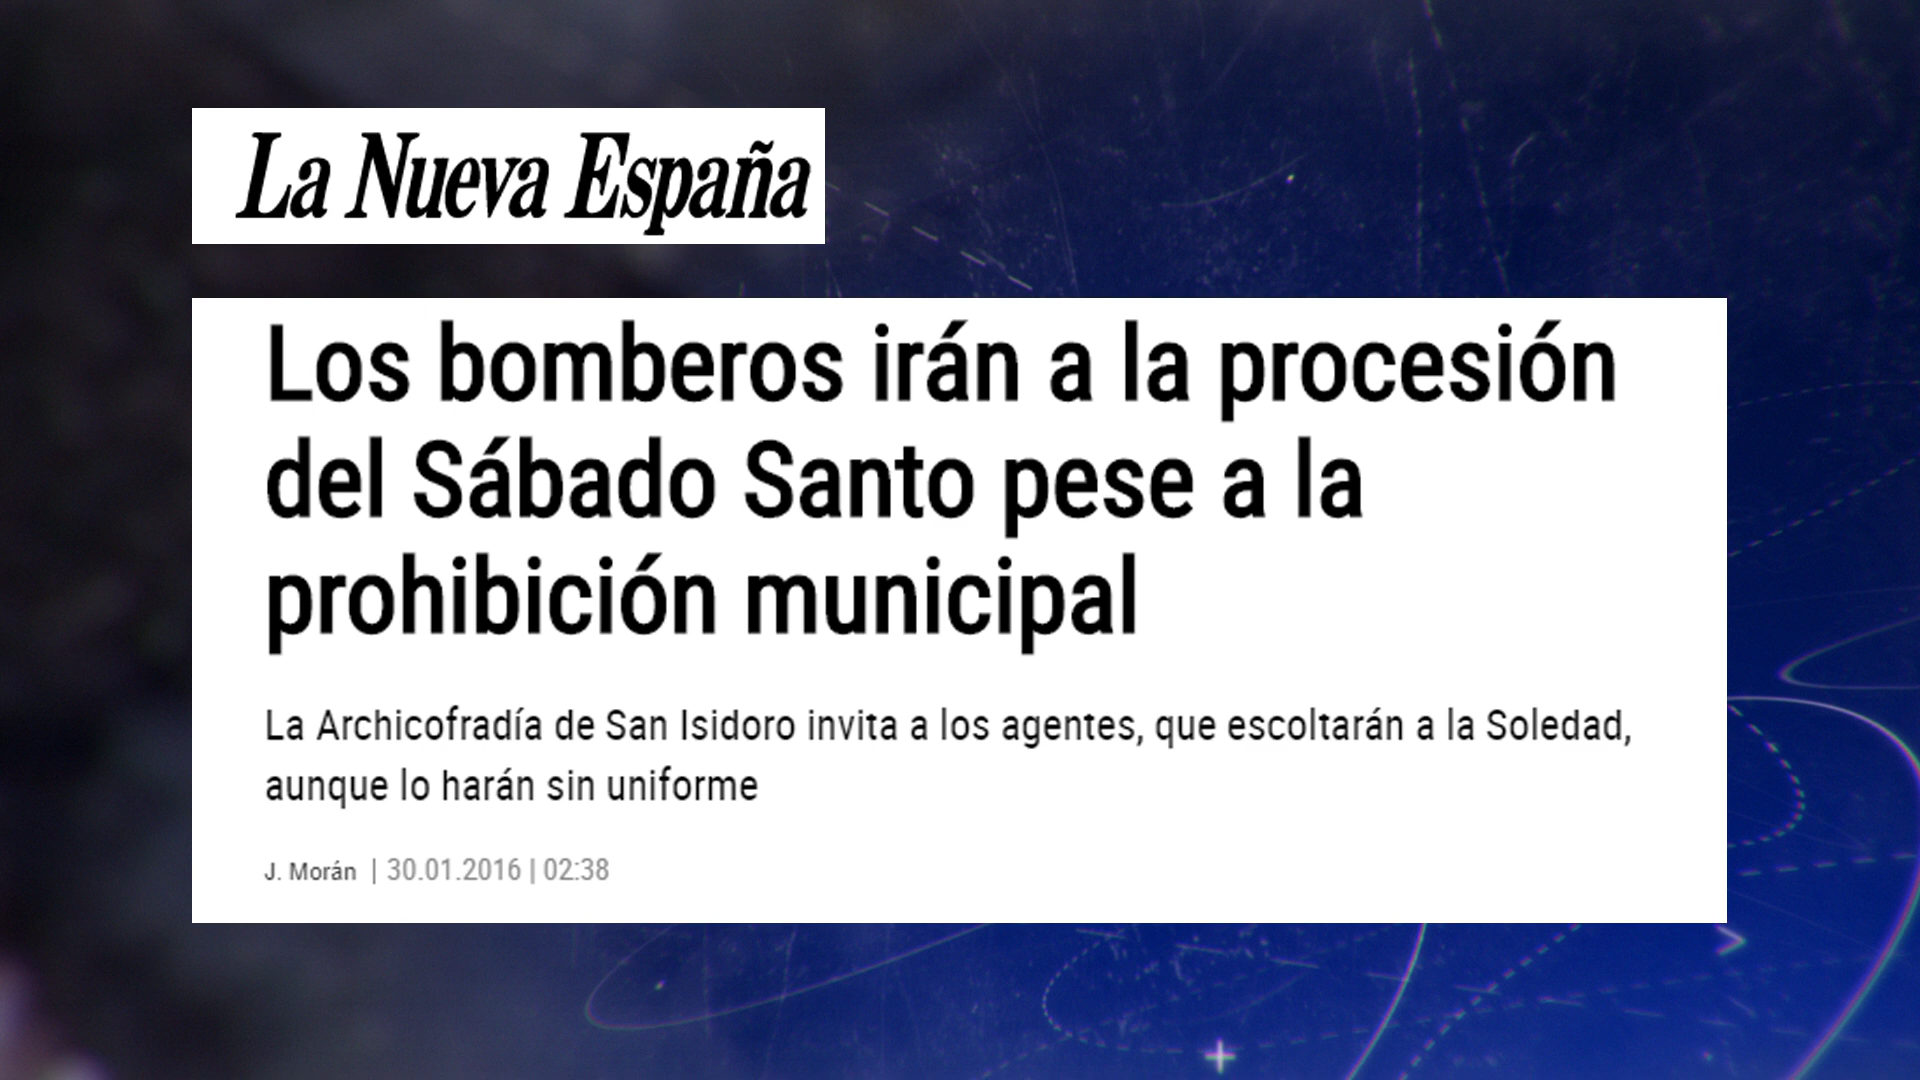 La Nueva España
Los bomberos irán a la procesión
del Sábado Santo pese a la
prohibición municipal
La Archicofradía de San Isidoro invita a los agentes, que escoltarán a la Soledad,
aunque lo harán sin uniforme
J. Morán | 30.01.2016 | 02:38